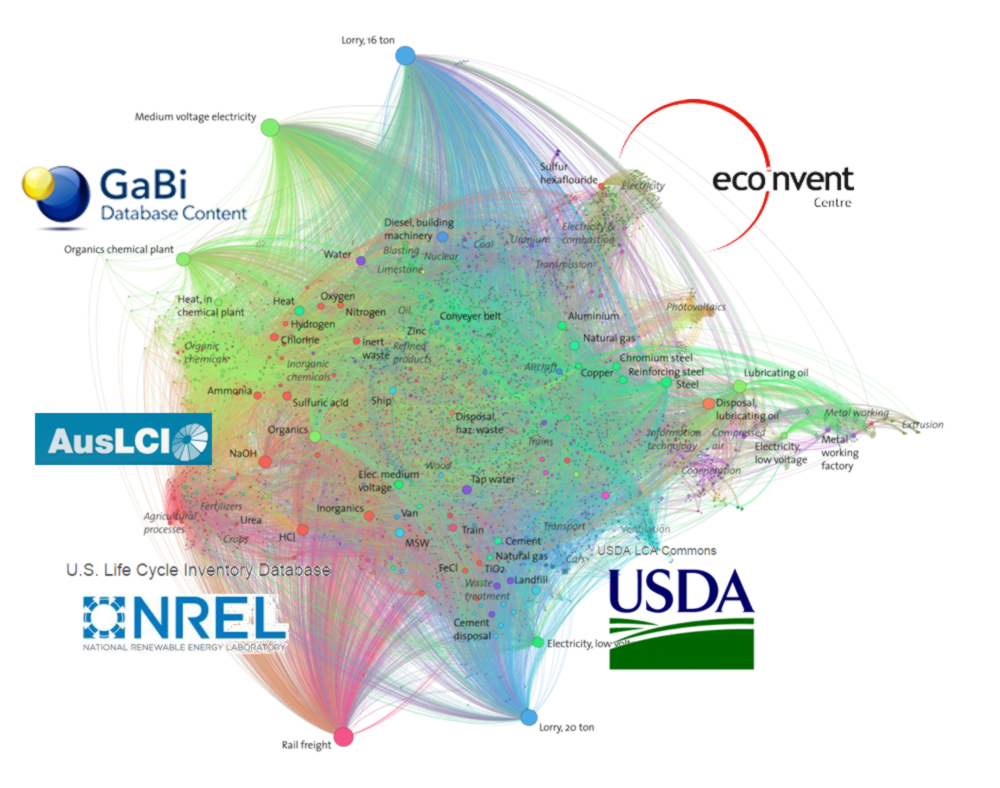 Lorry, 16 ton
Medium voltage electricity
GaBi
Database Content
ecoinvent
Centre
Sulfur
hexaflouride
Electricity
Organics chemical plant
Diesel, building
machinery
Electricity &
combastion
Water
Blasting
Nuclear
Coal
Uranium
Limestone
Transmission
Heat, in
chemical plant
Heat
Oxygen
Nitrogen
Oil
Conveyer belt
Aluminium
Photovoltaics
Hydrogen
Chlorine
Zinc
Inert
waste
Refined
products
Natural gas
Organic
chemicals
Inorganic
chemicals
Aircraft
Copper
Chromium steel
Reinforcing steel
Steel
Lubricating oil
Ammonia
Sulfuric acid
Ship
Disposal,
lubricating oil
Disposal,
haz. waste
Metal working
Extrusion
AusLCI
Organics
Trains
Information
technology
Compressed
air
Electricity,
low voltage
Metal
working
factory
NaOH
Wood
Elec. medium
voltage
Tap water
Cogeneration
Agricultural
processes
Fertilizers
Urea
Crops
Inorganics
Van
HCl
MSW
Train
Transport
Ventilation
Cement
Natural gas
Cars
USDA LCA Commons
U.S. Life Cycle Inventory Database
FeCl
TiO2
Waste
treatment
Landfill
USDA
NREL
NATIONAL RENEWABLE ENERGY LABORATORY
Cement
disposal
Electricity, low volt
Lorry, 20 ton
Rail freight